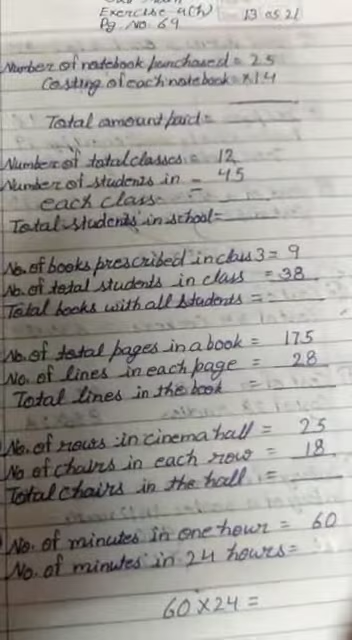 Exercise 4(h) 13 05 21
Pg. No. 69
Number of notebook purchased = 25
Costing of each notebook = ×14
Total amount paid =
Number of total classes = 12
Number of students in = 45
each class
Total students in school =
No. of books prescribed in class 3 = 9
No. of total students in class = 38
Total books with all students =
No. of total pages in a book = 175
No. of lines in each page = 28
Total lines in the book =
No. of rows in cinema hall = 25
No of chairs in each row = 18
Total chairs in the hall =
No. of minutes in one hour = 60
No. of minutes in 24 hours =
60 × 24 =